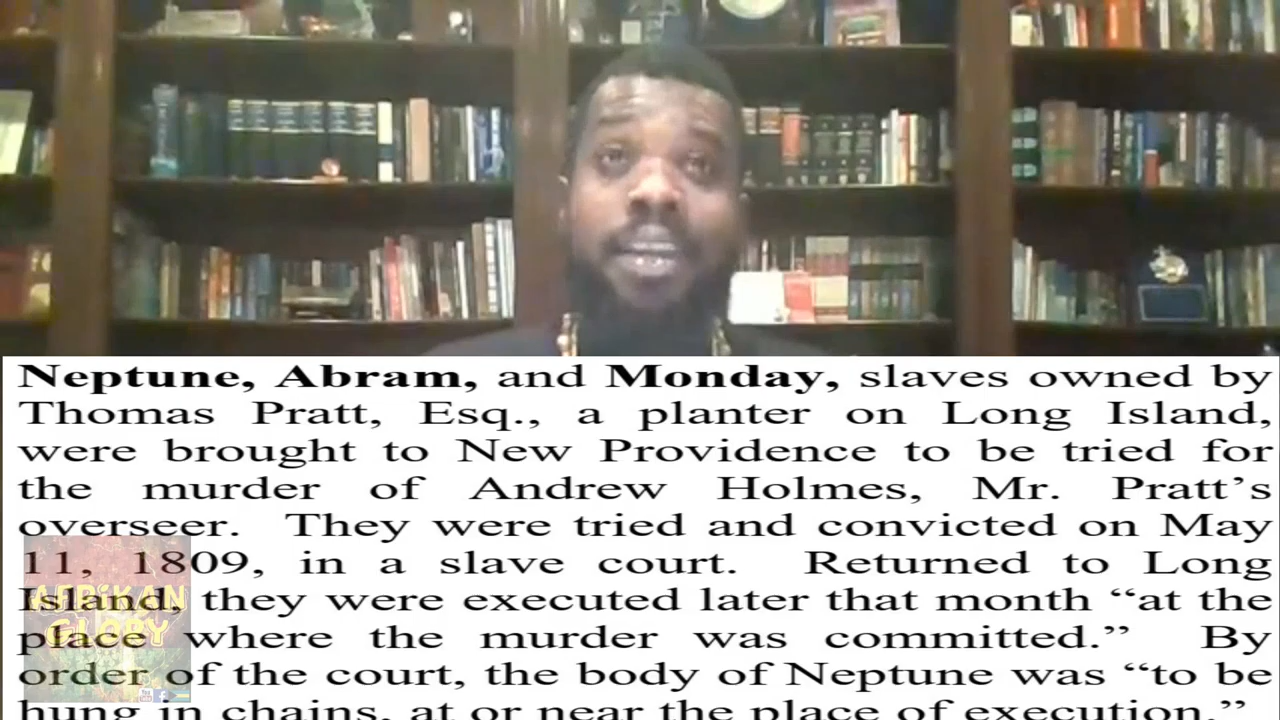 Neptune, Abram, and Monday, slaves owned by
Thomas Pratt, Esq., a planter on Long Island,
were brought to New Providence to be tried for
the murder of Andrew Holmes, Mr. Pratt’s
overseer. They were tried and convicted on May
11, 1809, in a slave court. Returned to Long
Island, they were executed later that month “at the
place where the murder was committed.” By
order of the court, the body of Neptune was “to be
hung in chains, at or near the place of execution.”
AFRIKAN
GLORY